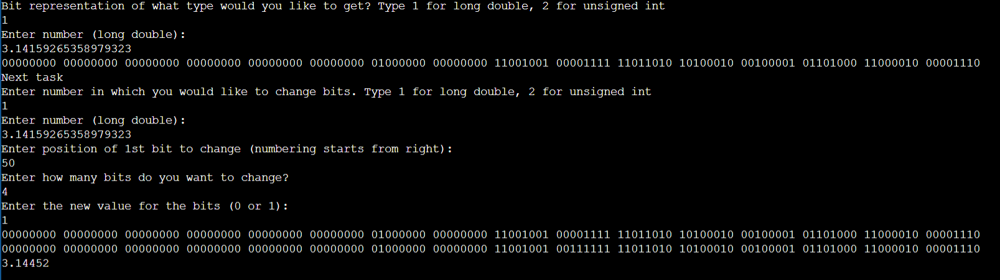 Bit representation of what type would you like to get? Type 1 for long double, 2 for unsigned int
1
Enter number (long double):
3.14159265358979323
00000000 00000000 00000000 00000000 00000000 00000000 01000000 00000000 11001001 00001111 11011010 10100010 00100001 01101000 11000010 00001110
Next task
Enter number in which you would like to change bits. Type 1 for long double, 2 for unsigned int
1
Enter number (long double):
3.14159265358979323
Enter position of 1st bit to change (numbering starts from right):
50
Enter how many bits do you want to change?
4
Enter the new value for the bits (0 or 1):
1
00000000 00000000 00000000 00000000 00000000 00000000 01000000 00000000 11001001 00001111 11011010 10100010 00100001 01101000 11000010 00001110
00000000 00000000 00000000 00000000 00000000 00000000 01000000 00000000 11001001 00111111 11011010 10100010 00100001 01101000 11000010 00001110
3.14452